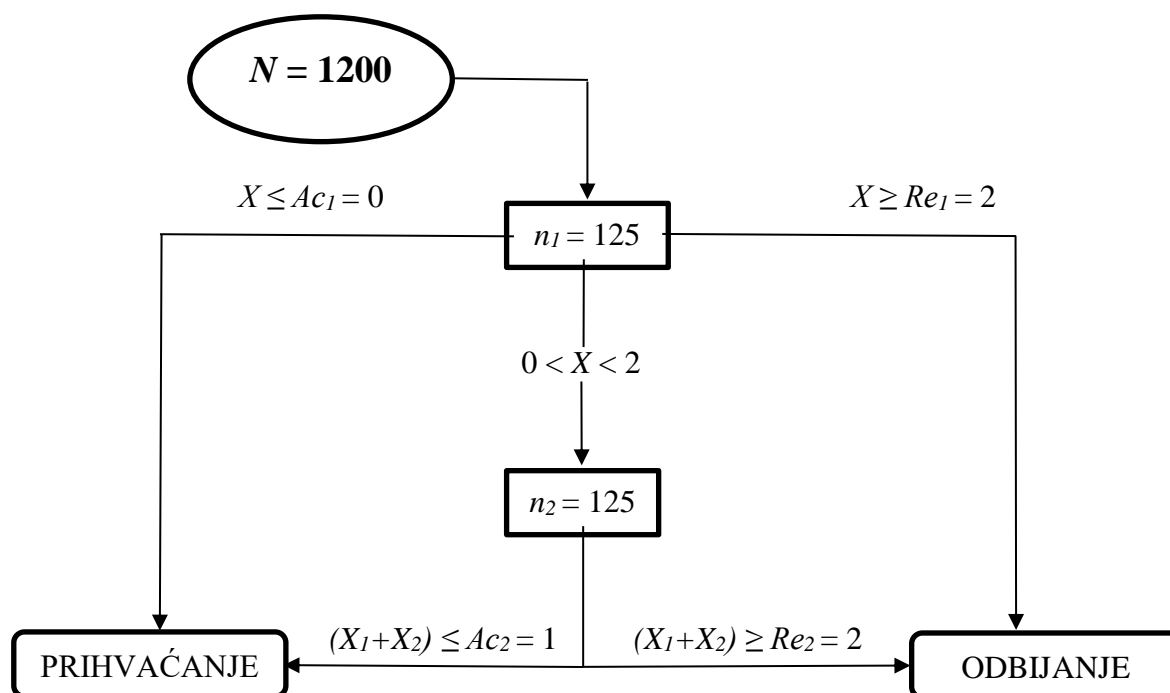 N = 1200
X ≤ Ac₁ = 0
X ≥ Re₁ = 2
n₁ = 125
0 < X < 2
n₂ = 125
(X₁+X₂) ≤ Ac₂ = 1
(X₁+X₂) ≥ Re₂ = 2
PRIHVAĆANJE
ODBIJANJE